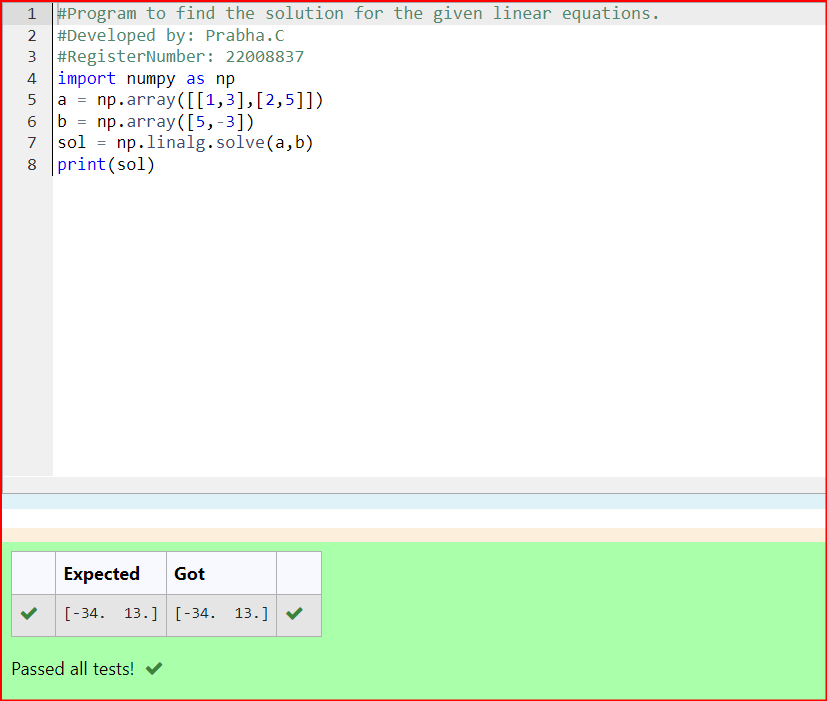 1 #Program to find the solution for the given linear equations.
2 #Developed by: Prabha.C
3 #RegisterNumber: 22008837
4 import numpy as np
5 a = np.array([[1,3],[2,5]])
6 b = np.array([5,-3])
7 sol = np.linalg.solve(a,b)
8 print(sol)
Expected Got
[-34.  13.] [-34.  13.]
Passed all tests!